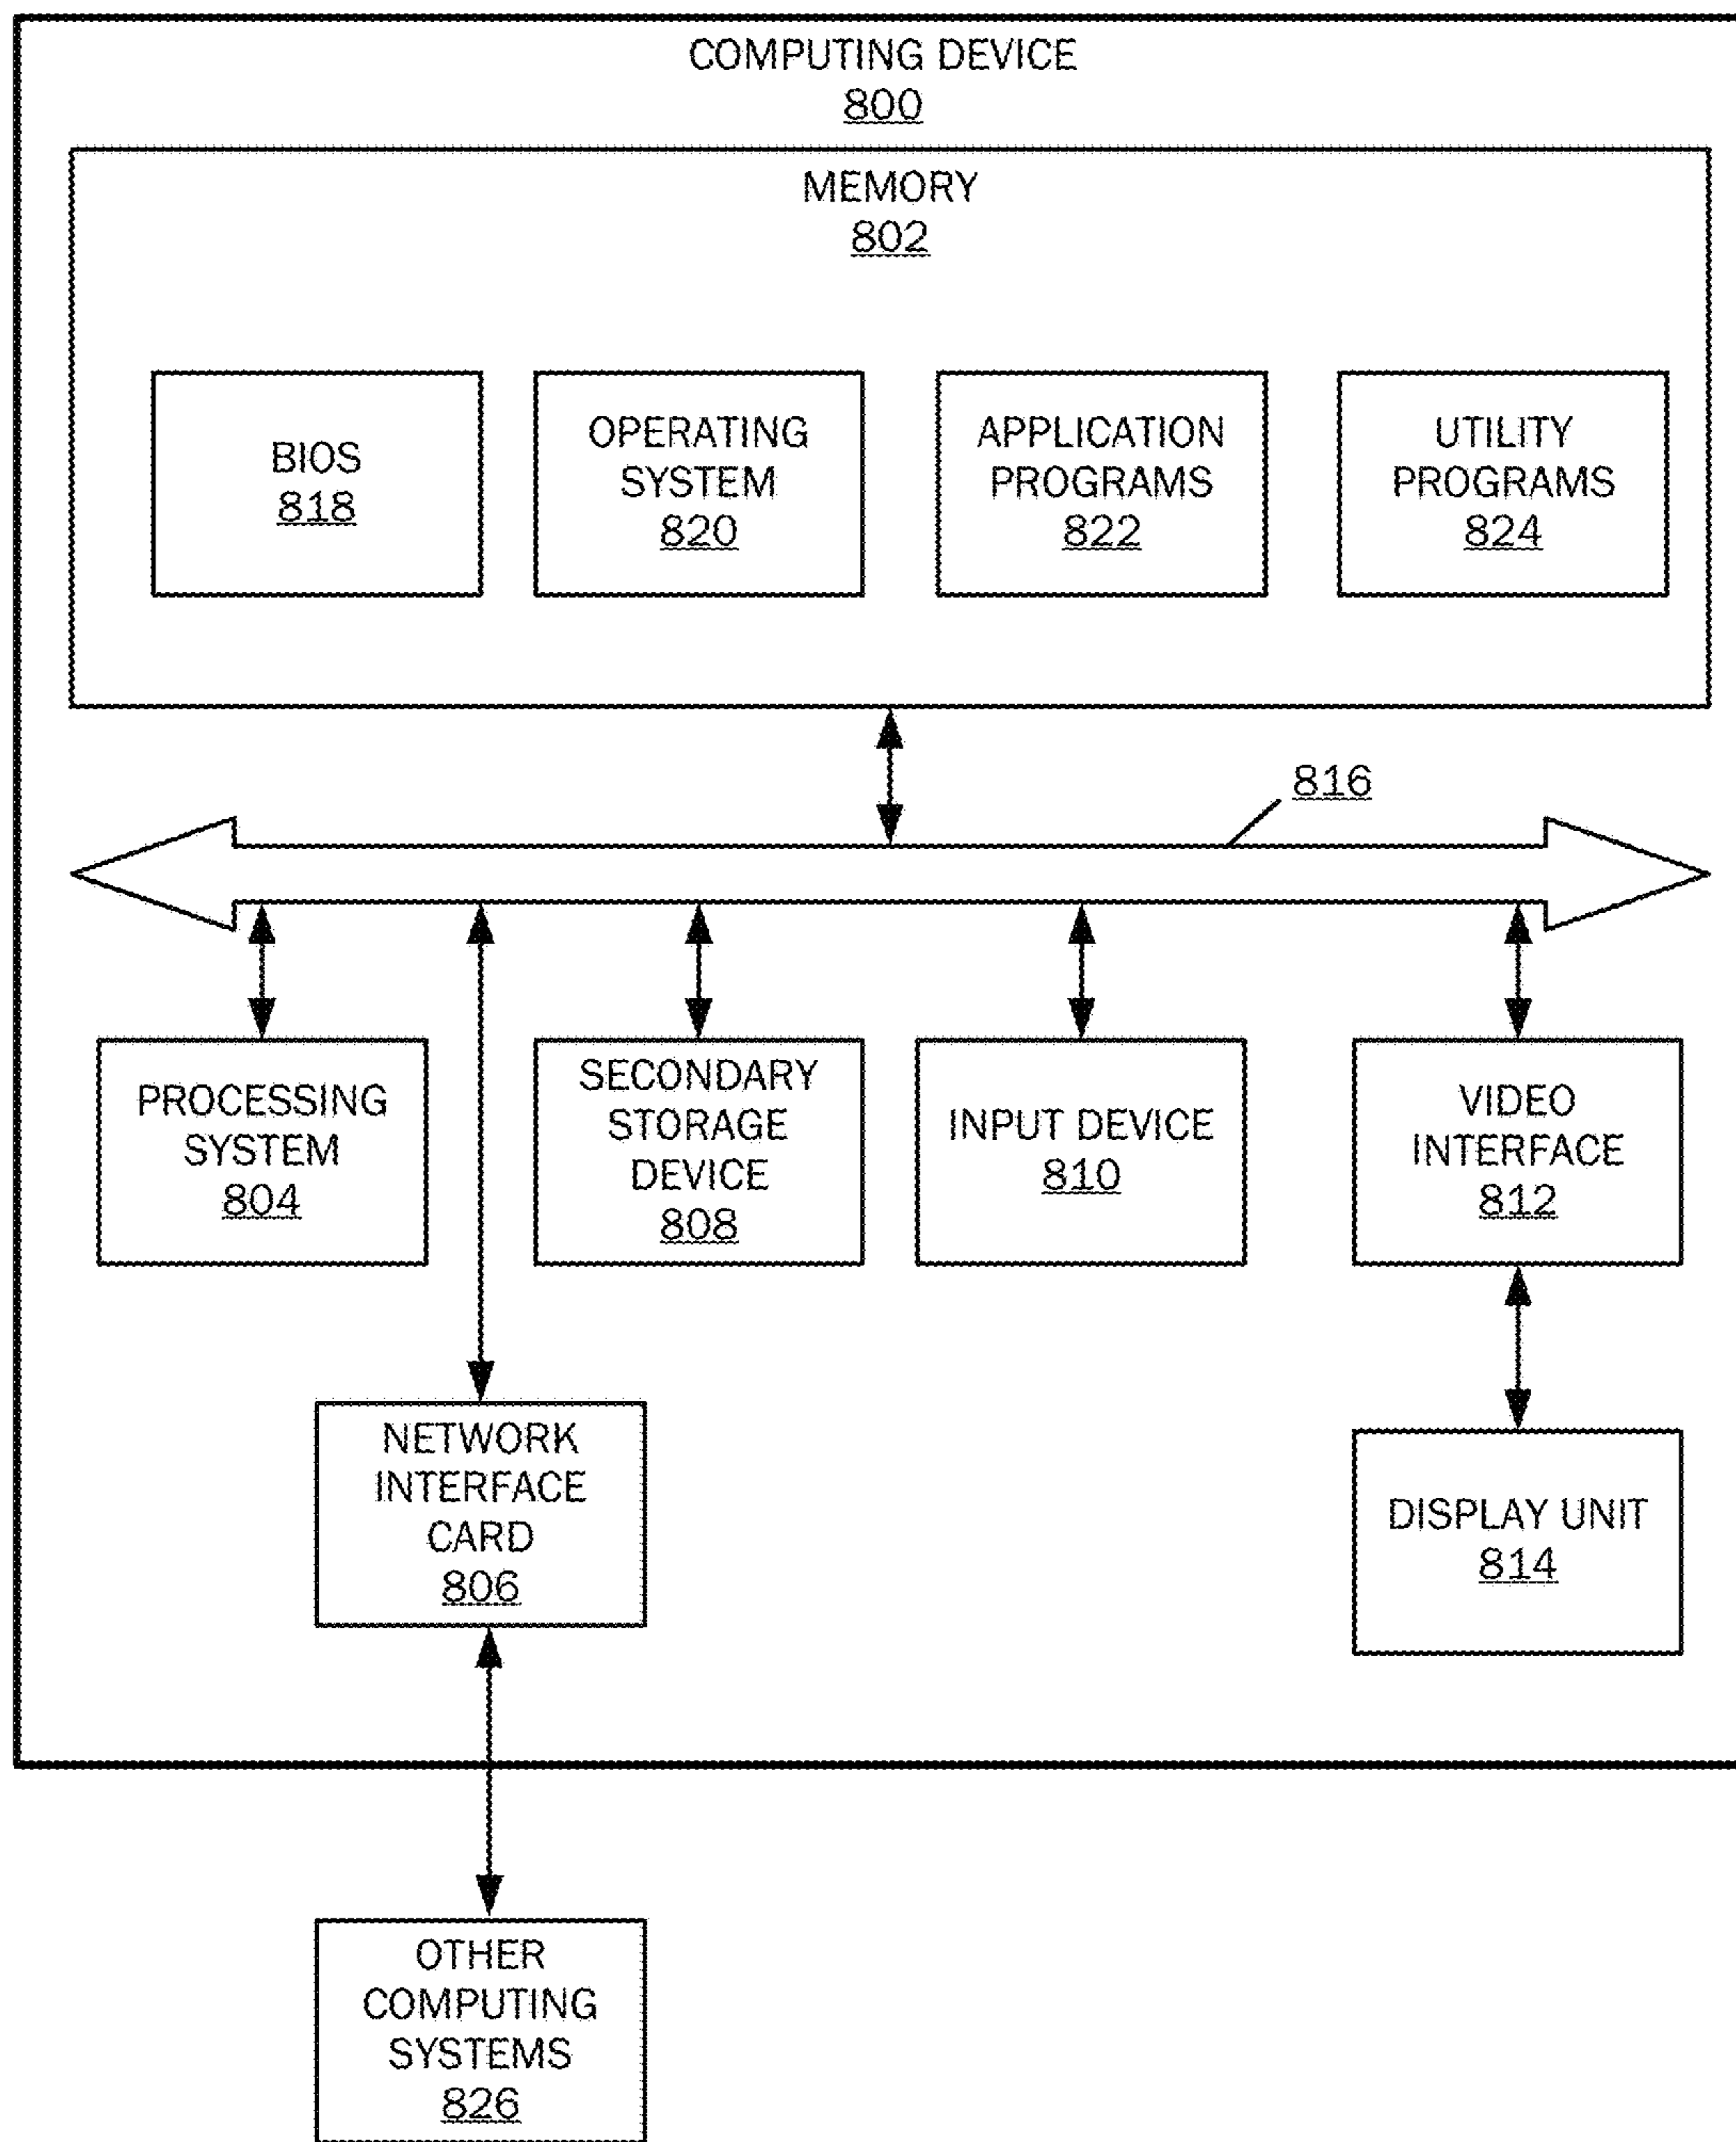 COMPUTING DEVICE
800
MEMORY
802
BIOS
818
OPERATING
SYSTEM
820
APPLICATION
PROGRAMS
822
UTILITY
PROGRAMS
824
816
PROCESSING
SYSTEM
804
SECONDARY
STORAGE
DEVICE
808
INPUT DEVICE
810
VIDEO
INTERFACE
812
NETWORK
INTERFACE
CARD
806
DISPLAY UNIT
814
OTHER
COMPUTING
SYSTEMS
826